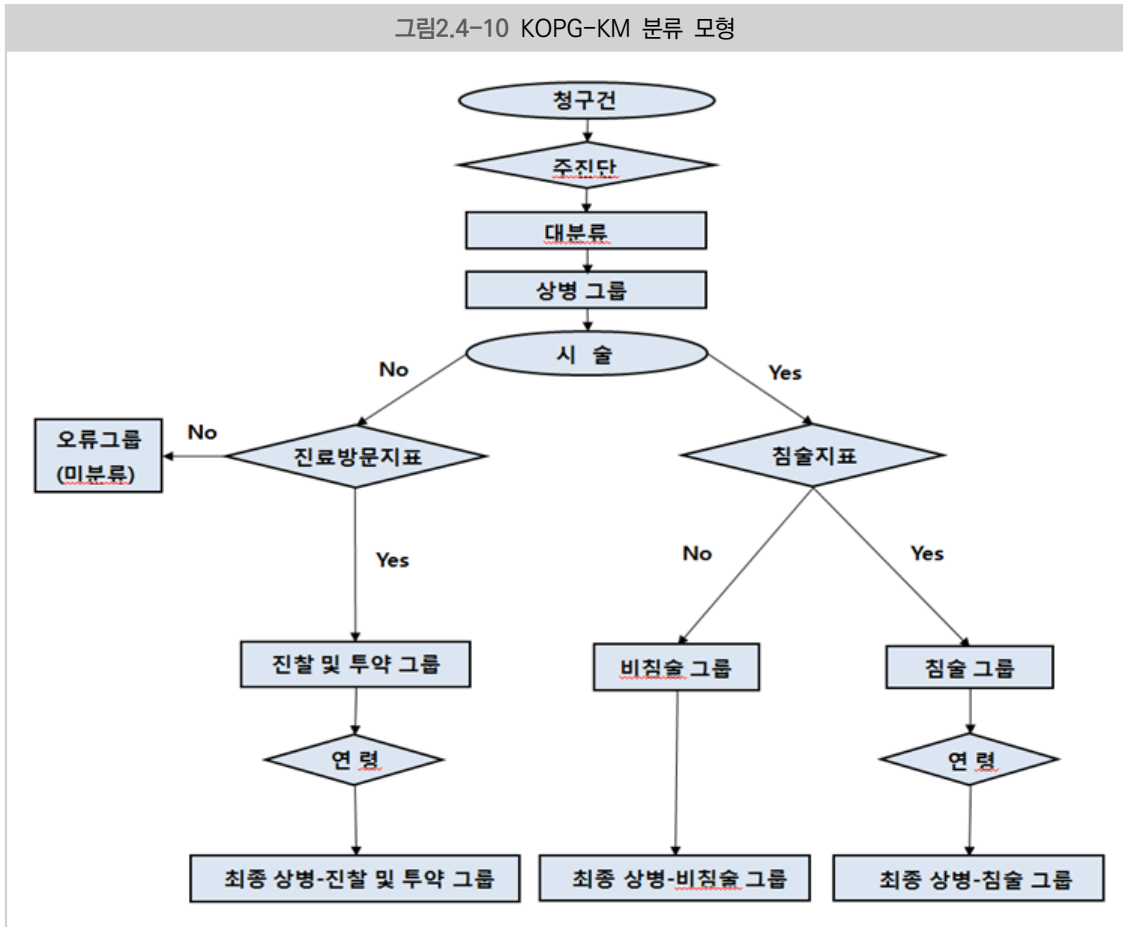 그림2.4-10 KOPG-KM 분류 모형
청구건
주진단
대분류
상병 그룹
시 술
No
Yes
오류그룹
(미분류)
No
진료방문지표
침술지표
Yes
No
Yes
진찰 및 투약 그룹
비침술 그룹
침술 그룹
연 령
연 령
최종 상병-진찰 및 투약 그룹
최종 상병-비침술 그룹
최종 상병-침술 그룹